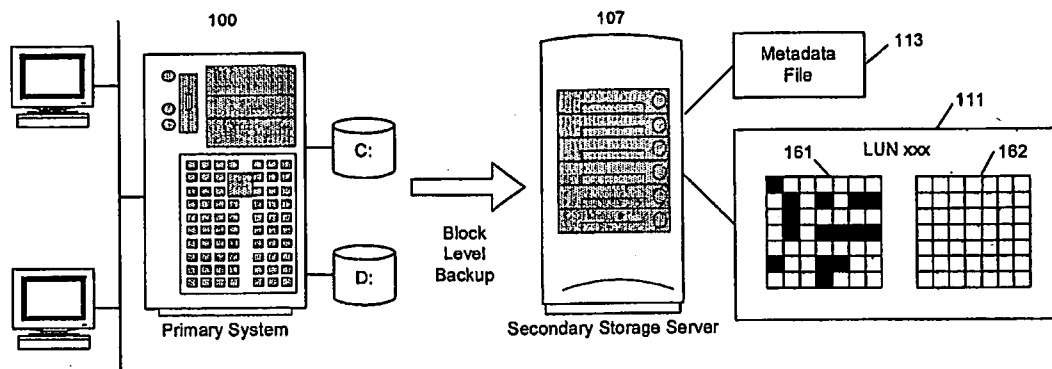 100
107
Metadata
File
113
111
LUN xxx
161
162
C:
D:
Block
Level
Backup
Primary System
Secondary Storage Server